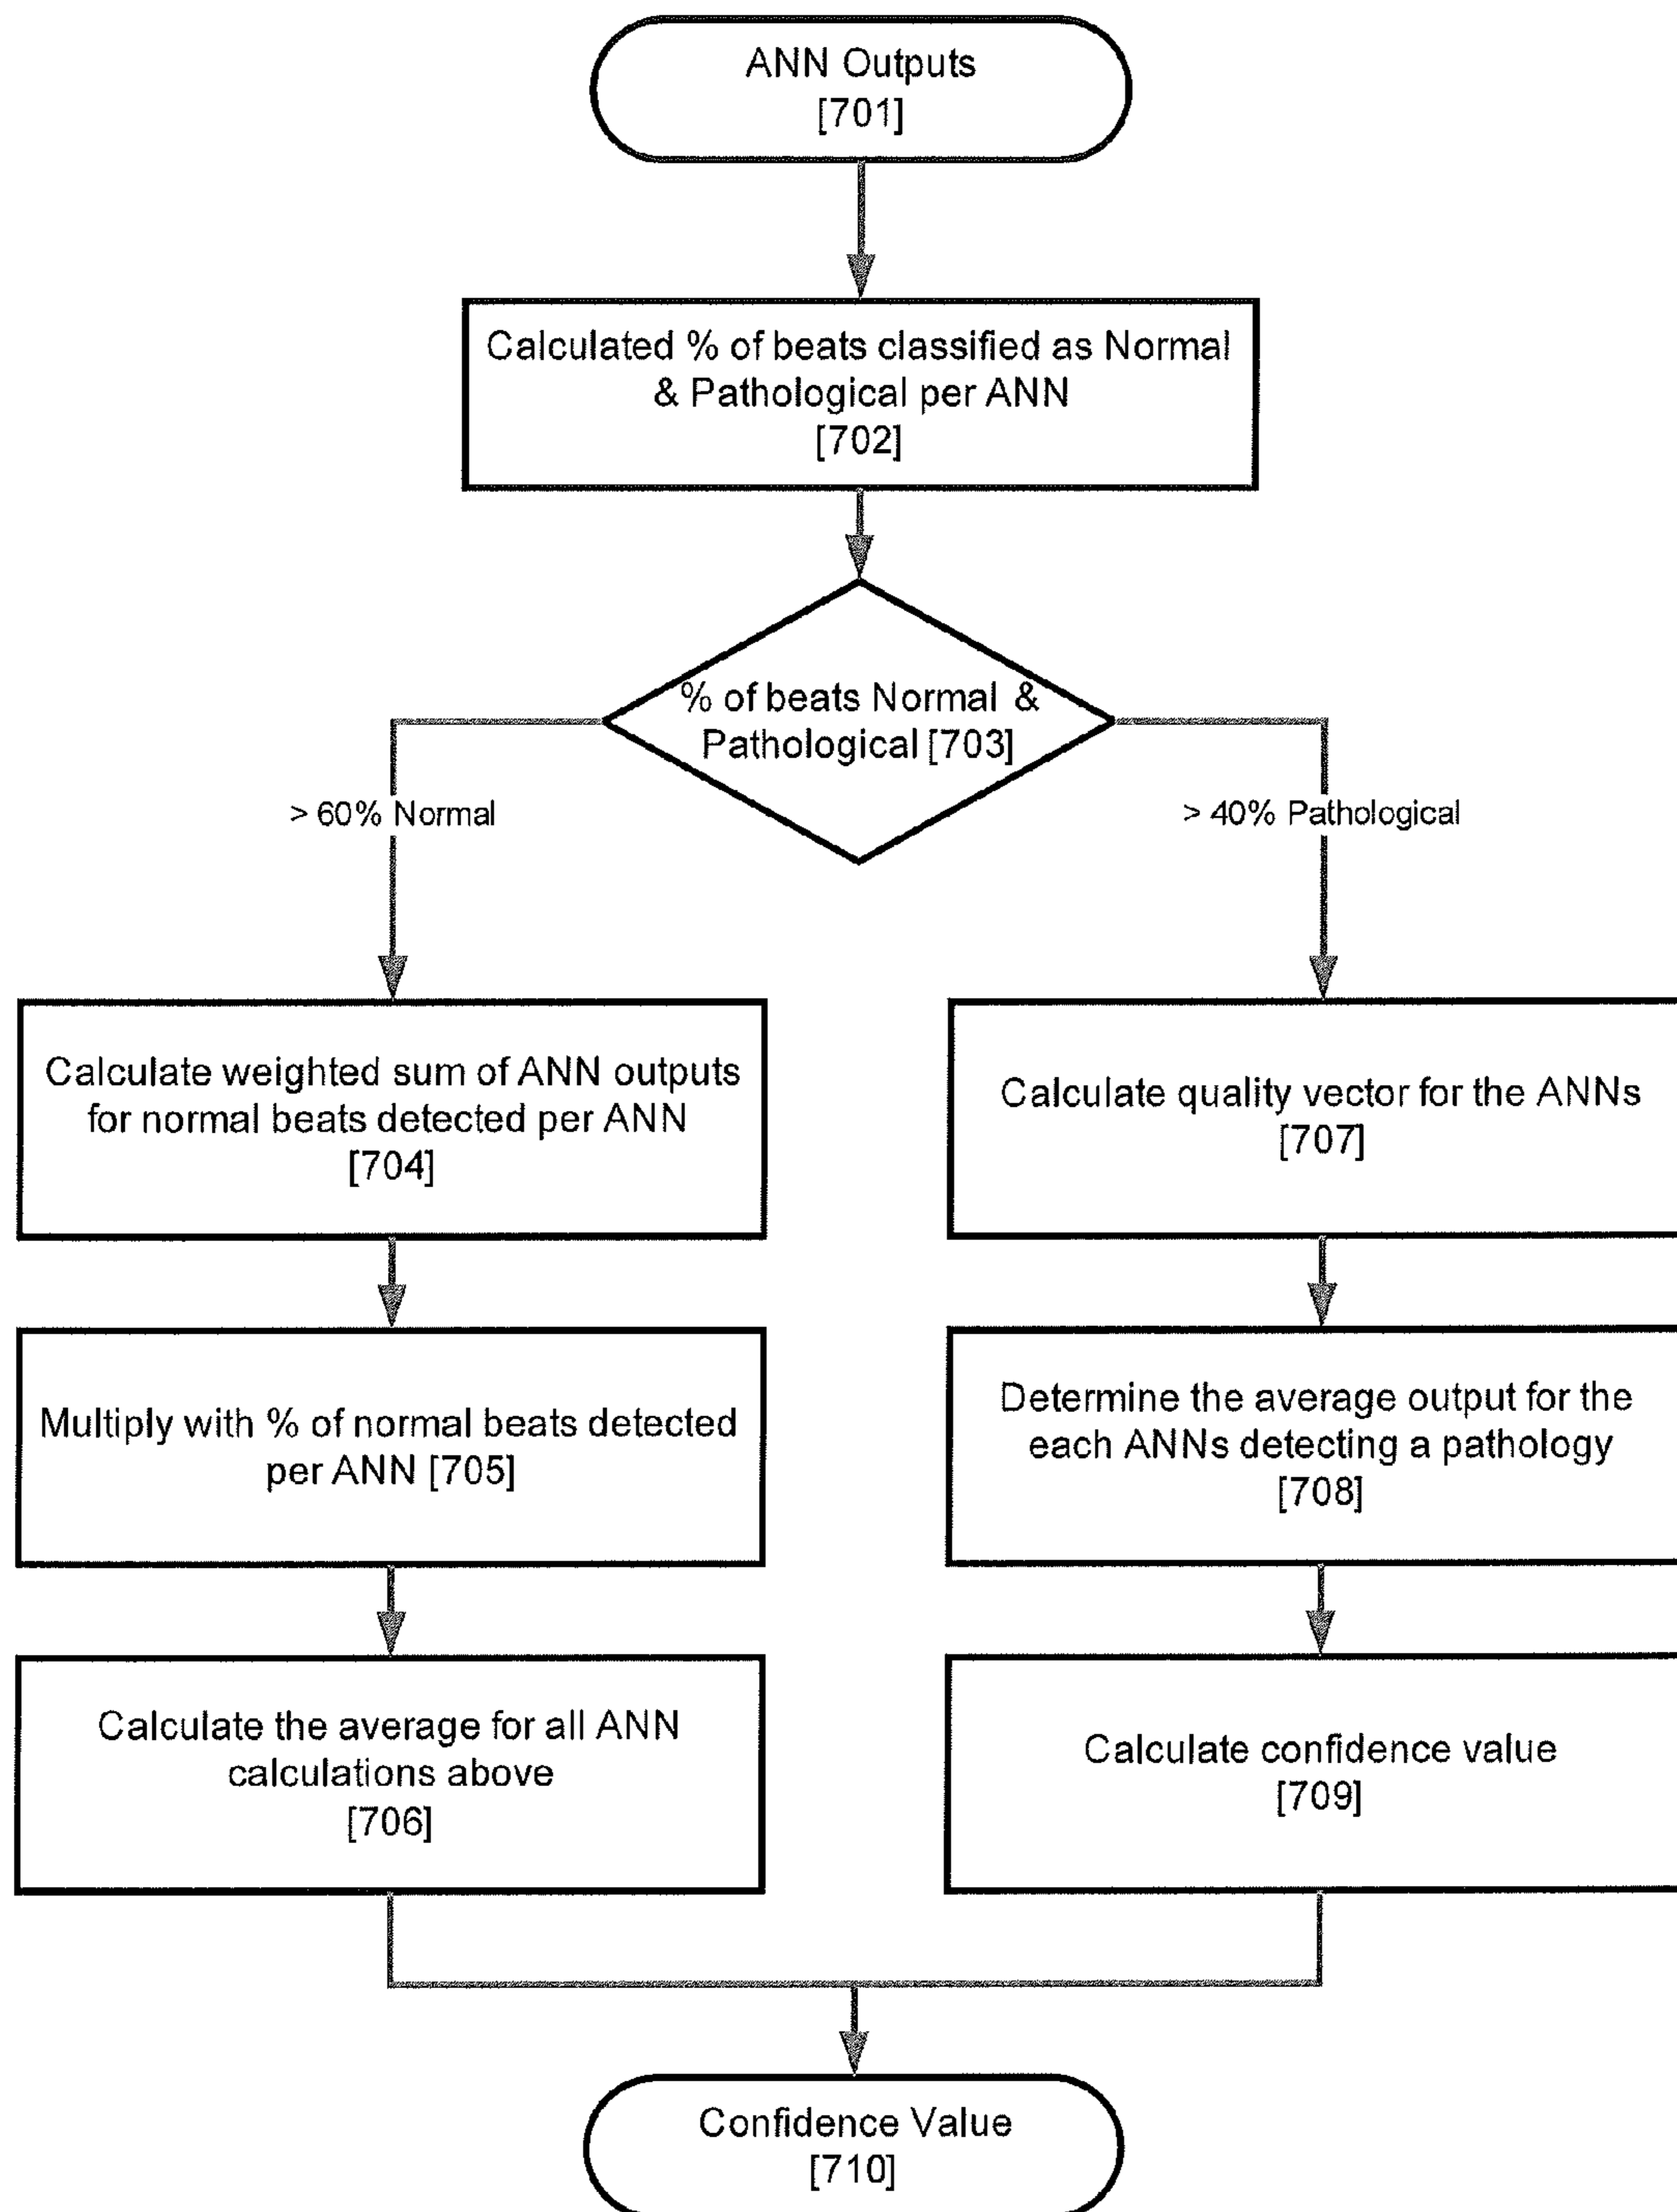 ANN Outputs
[701]
Calculated % of beats classified as Normal
& Pathological per ANN
[702]
% of beats Normal &
Pathological [703]
> 60% Normal
> 40% Pathological
Calculate weighted sum of ANN outputs
for normal beats detected per ANN
[704]
Calculate quality vector for the ANNs
[707]
Multiply with % of normal beats detected
per ANN [705]
Determine the average output for the
each ANNs detecting a pathology
[708]
Calculate the average for all ANN
calculations above
[706]
Calculate confidence value
[709]
Confidence Value
[710]